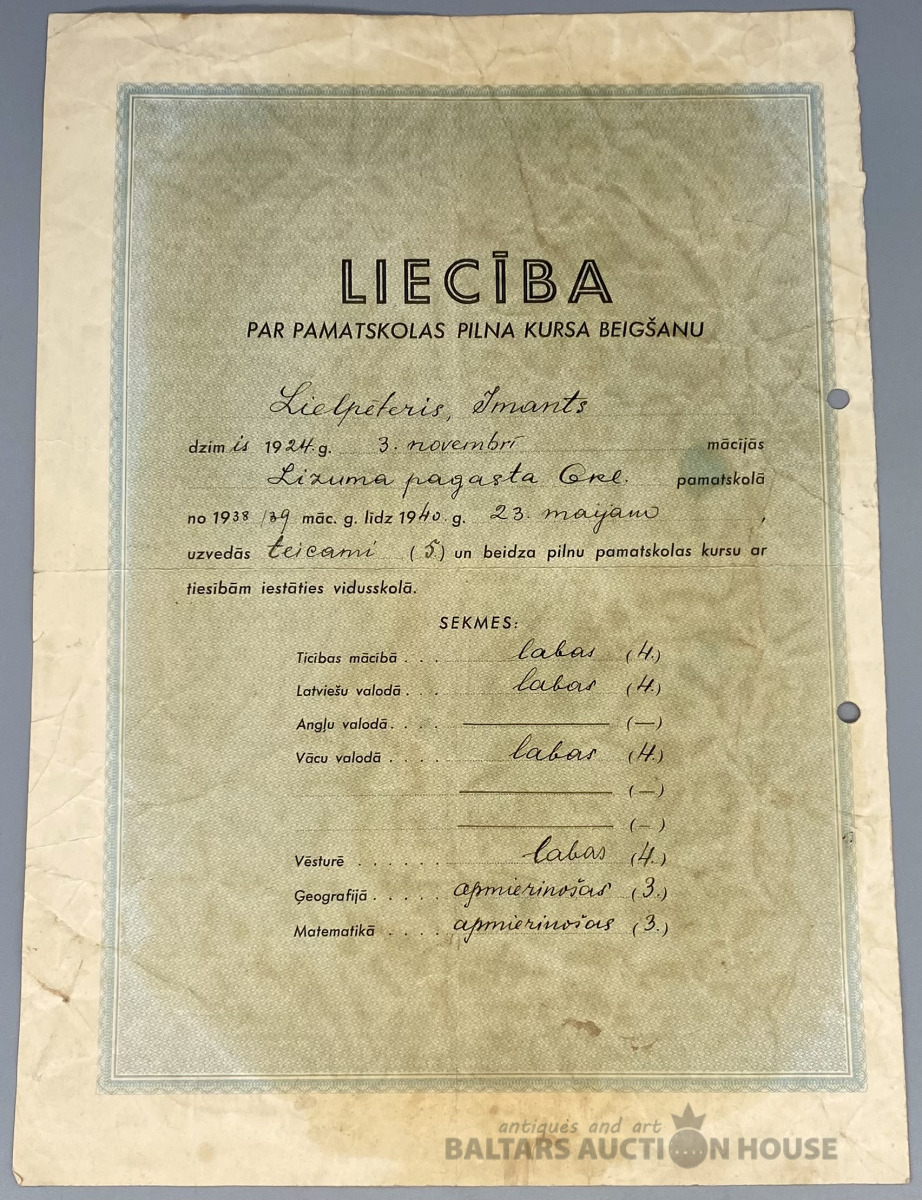 LIECĪBA
PAR PAMATSKOLAS PILNA KURSA BEIGŠANU
Lielpēteris, Imants
dzim is 1924. g. 3. novembrī mācījās
Lizuma pagasta pamatskolā
no 1938/39 māc. g. līdz 1940. g. 23. maijam,
uzvedās teicami (5.) un beidza pilnu pamatskolas kursu ar
tiesībām iestāties vidusskolā.
SEKMES:
Ticības mācībā . . . labas (4.)
Latviešu valodā . . . labas (4.)
Angļu valodā . . . . ——— (—)
Vācu valodā . . . . labas (4.)
——— (—)
——— (—)
Vēsturē . . . . . . labas (4.)
Ģeografijā . . . . . apmierinošas (3.)
Matematikā . . . . apmierinošas (3.)
antiques and art
BALTARS AUCTION HOUSE